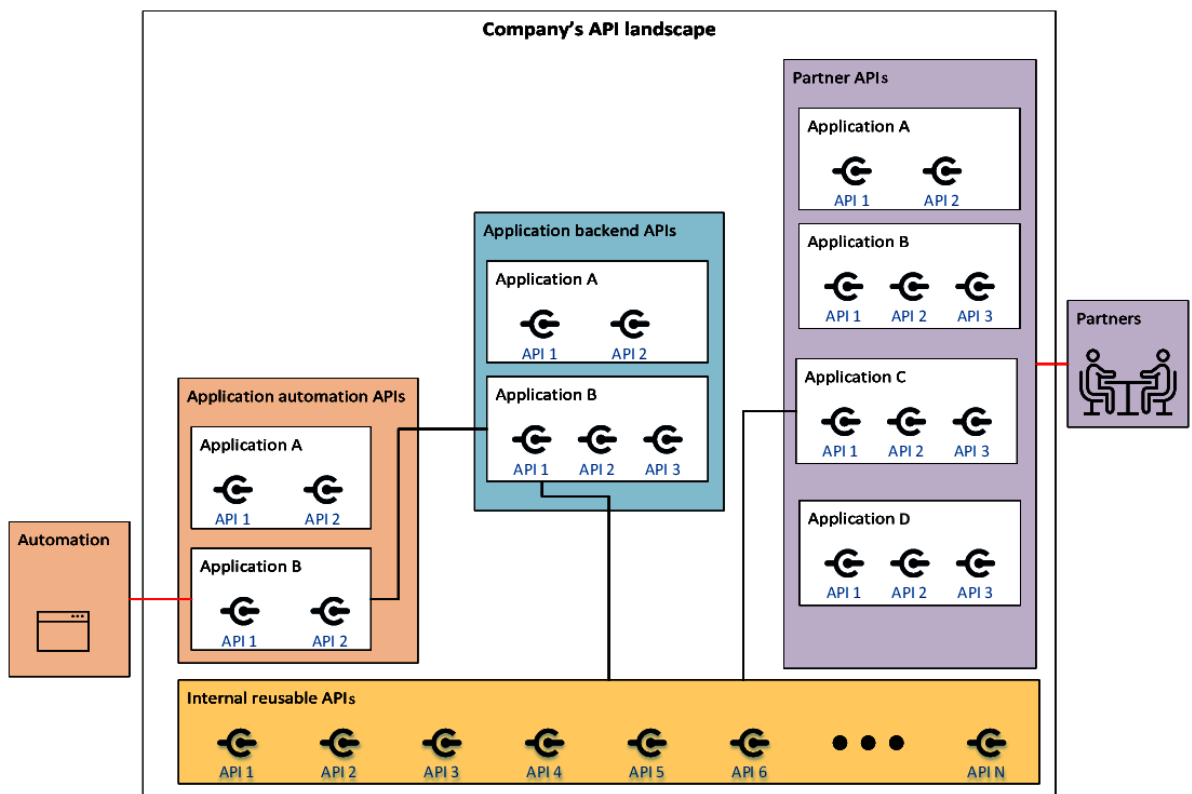 Company's API landscape
Partner APIs
Application A
API 1 API 2
Application B
API 1 API 2 API 3
Application C
API 1 API 2 API 3
Application D
API 1 API 2 API 3
Partners
Application backend APIs
Application A
API 1 API 2
Application B
API 1 API 2 API 3
Application automation APIs
Application A
API 1 API 2
Application B
API 1 API 2
Automation
Internal reusable APIs
API 1 API 2 API 3 API 4 API 5 API 6 API N